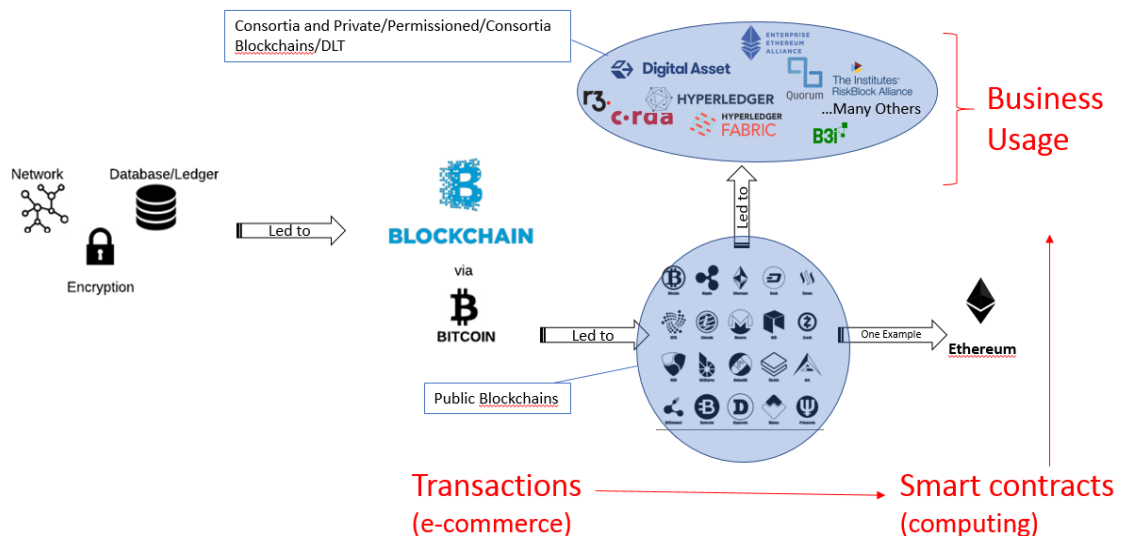 Consortia and Private/Permissioned/Consortia
Blockchains/DLT
ENTERPRISE
ETHEREUM
ALLIANCE
Digital Asset
Quorum
The Institutes
RiskBlock Alliance
r3.
c·rda
HYPERLEDGER
...Many Others
HYPERLEDGER
FABRIC
B3i
Business
Usage
Network
Database/Ledger
Encryption
Led to
BLOCKCHAIN
via
BITCOIN
Led to
Led to
One Example
Ethereum
Public Blockchains
Transactions
(e-commerce)
Smart contracts
(computing)